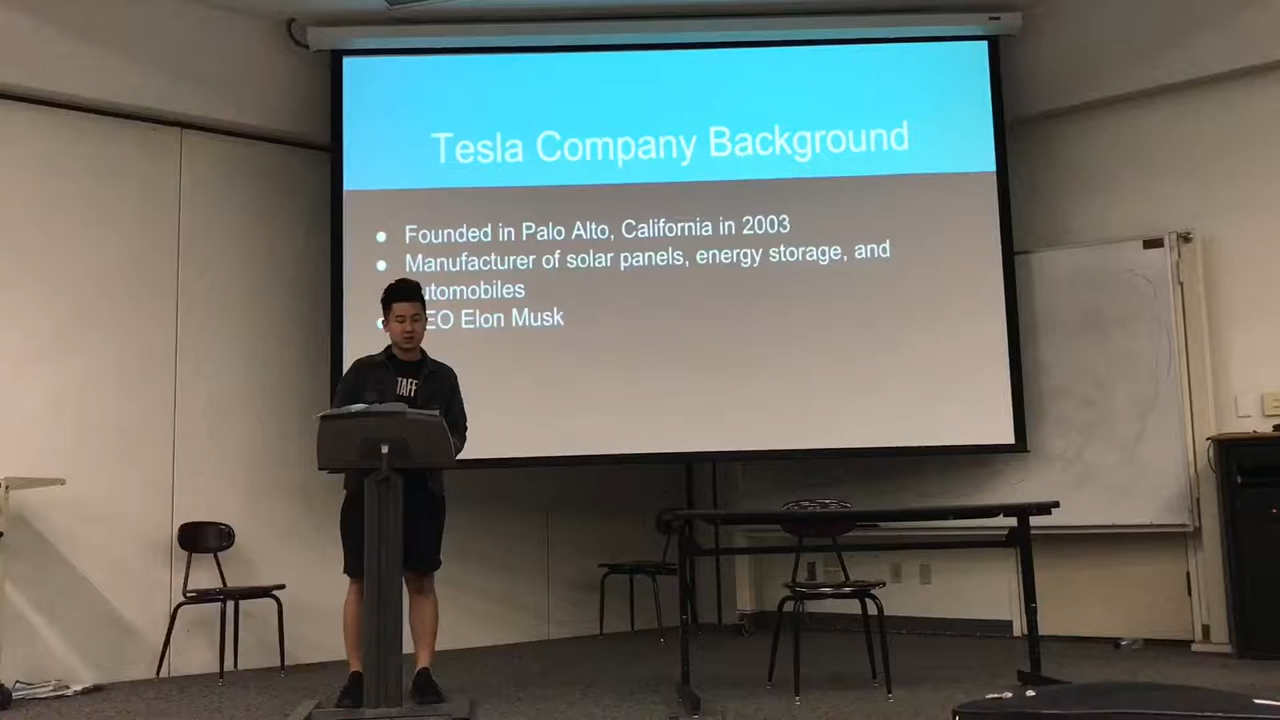 Tesla Company Background
● Founded in Palo Alto, California in 2003
● Manufacturer of solar panels, energy storage, and
utomobiles
● EO Elon Musk
TAFF